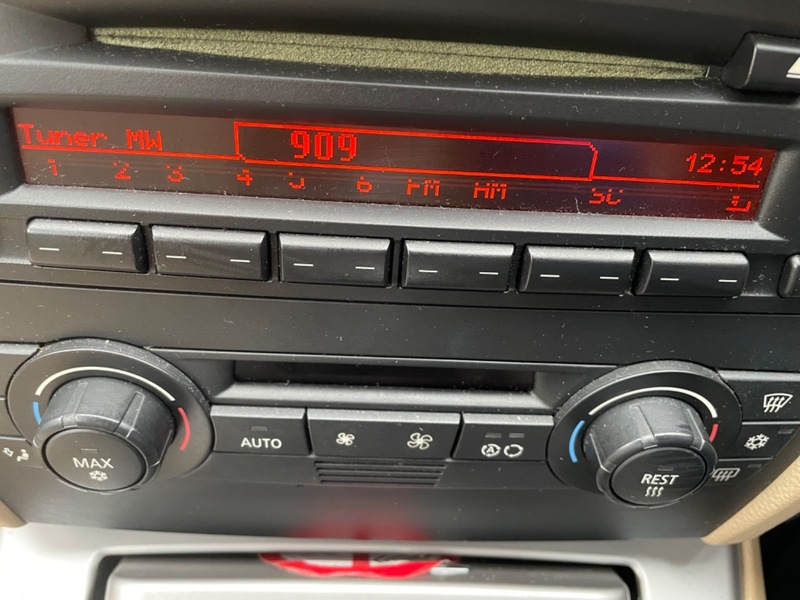 Tuner MW 909 12:54
1 2 3 4 5 6 FM AM SC
MAX AUTO REST
A